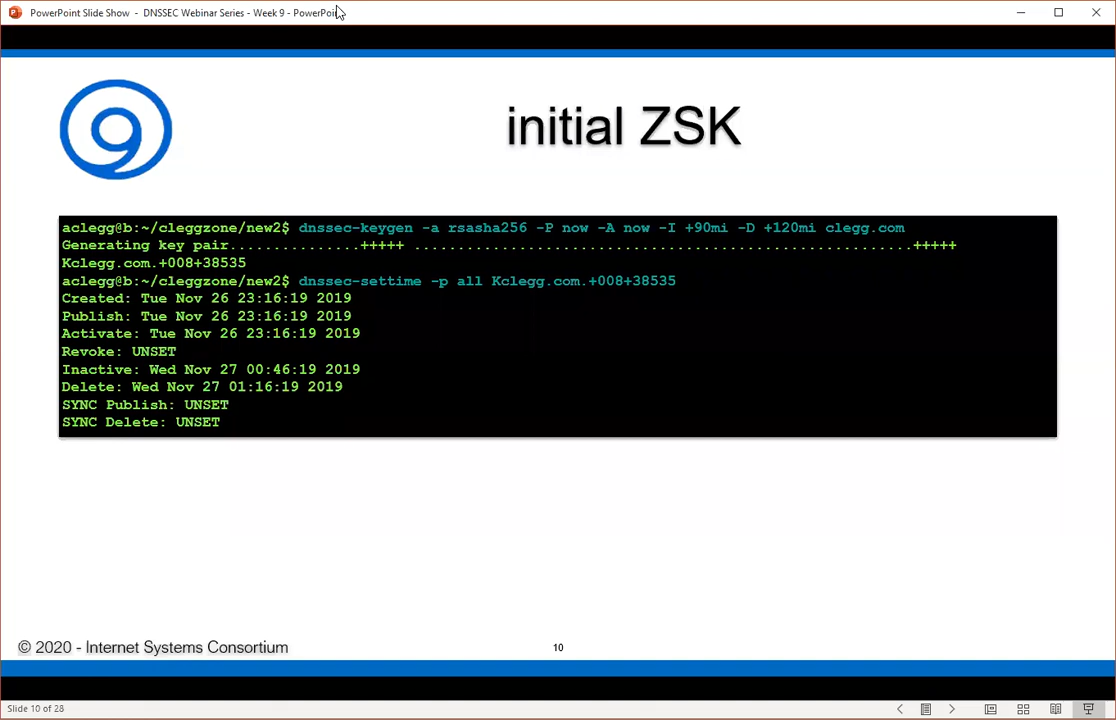 PowerPoint Slide Show - DNSSEC Webinar Series - Week 9 - PowerPoint
initial ZSK
aclegg@b:~/cleggzone/new2$ dnssec-keygen -a rsasha256 -P now -A now -I +90mi -D +120mi clegg.com
Generating key pair...............+++++ .........................................................+++++
Kclegg.com.+008+38535
aclegg@b:~/cleggzone/new2$ dnssec-settime -p all Kclegg.com.+008+38535
Created: Tue Nov 26 23:16:19 2019
Publish: Tue Nov 26 23:16:19 2019
Activate: Tue Nov 26 23:16:19 2019
Revoke: UNSET
Inactive: Wed Nov 27 00:46:19 2019
Delete: Wed Nov 27 01:16:19 2019
SYNC Publish: UNSET
SYNC Delete: UNSET
© 2020 - Internet Systems Consortium
10
Slide 10 of 28